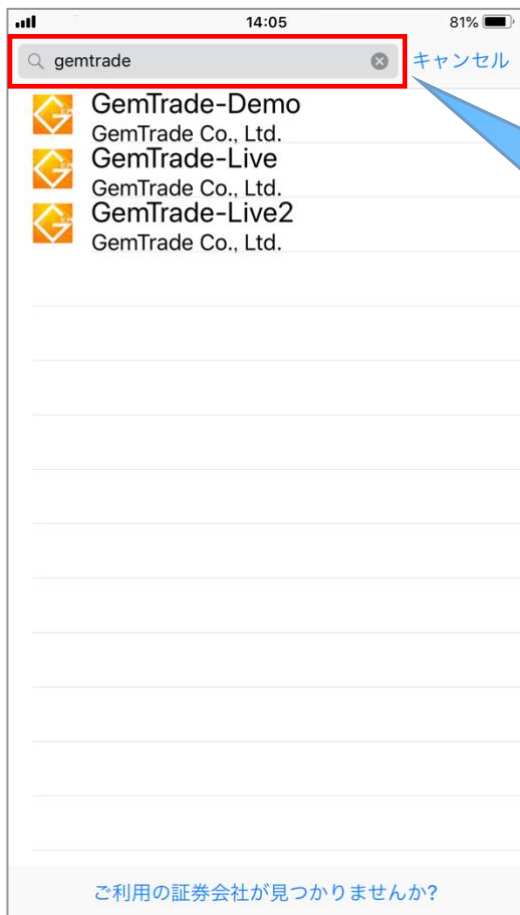 14:05
81%
gemtrade
キャンセル
GemTrade-Demo
GemTrade Co., Ltd.
GemTrade-Live
GemTrade Co., Ltd.
GemTrade-Live2
GemTrade Co., Ltd.
ご利用の証券会社が見つかりませんか?